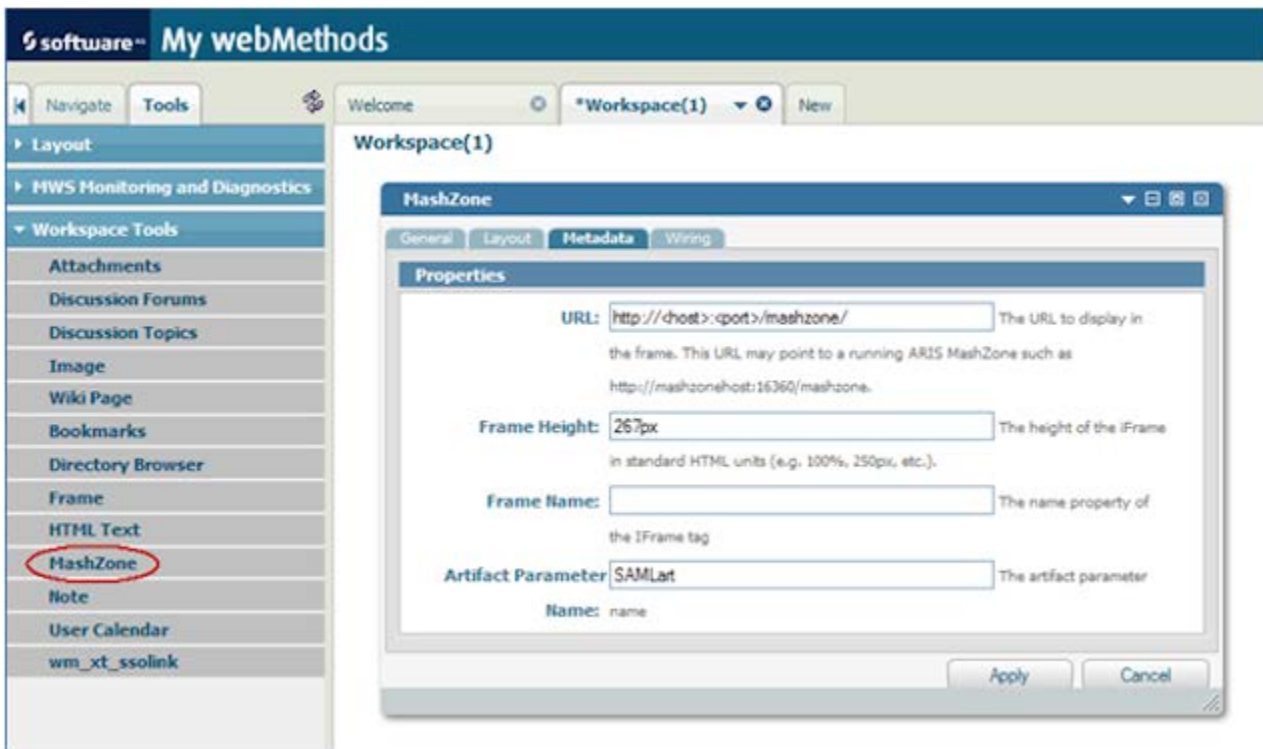 software AG My webMethods
Navigate Tools Welcome *Workspace(1) New
Layout
MWS Monitoring and Diagnostics
Workspace Tools
Attachments
Discussion Forums
Discussion Topics
Image
Wiki Page
Bookmarks
Directory Browser
Frame
HTML Text
MashZone
Note
User Calendar
wm_xt_ssolink
Workspace(1)
MashZone
General Layout Metadata Wiring
Properties
URL: http://<host>:<port>/mashzone/ The URL to display in
the frame. This URL may point to a running ARIS MashZone such as
http://mashzonehost:16360/mashzone.
Frame Height: 267px The height of the iFrame
in standard HTML units (e.g. 100%, 250px, etc.).
Frame Name: The name property of
the IFrame tag
Artifact Parameter SAMLart The artifact parameter
Name: name
Apply Cancel